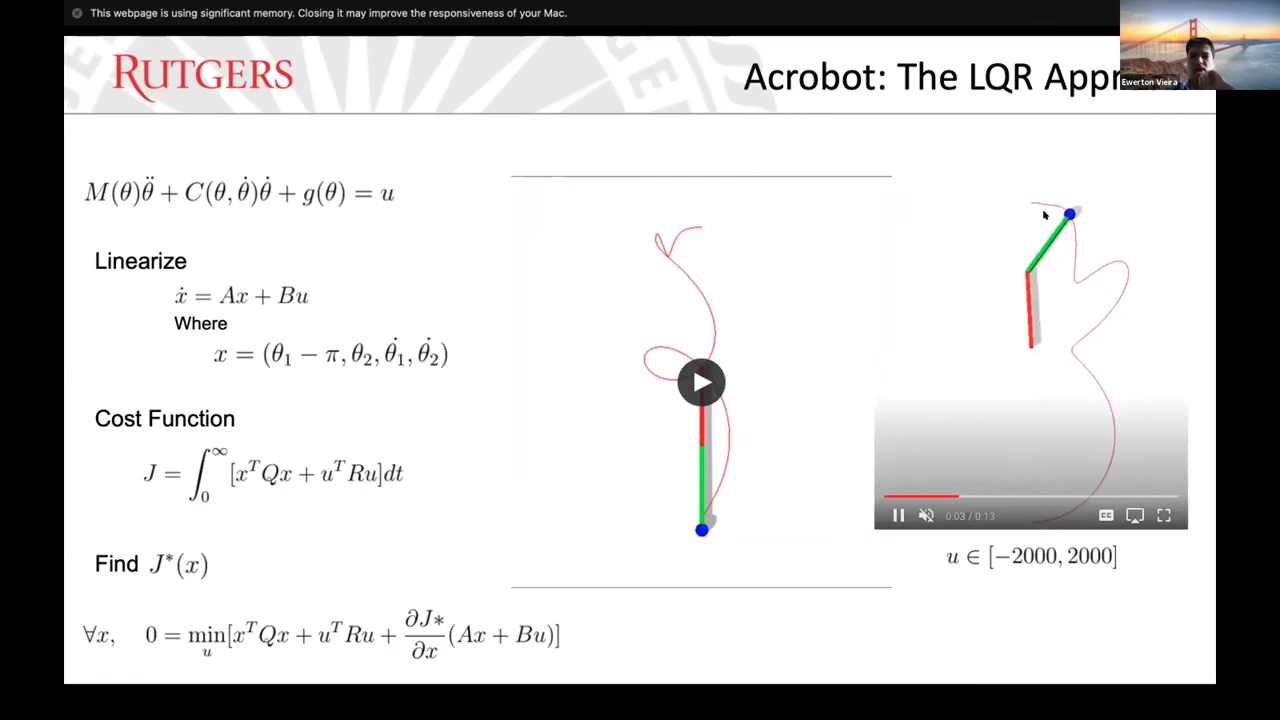 This webpage is using significant memory. Closing it may improve the responsiveness of your Mac.
RUTGERS
Acrobot: The LQR Appr
Ewerton Vieira
M(θ)θ̈ + C(θ, θ̇)θ̇ + g(θ) = u
Linearize
ẋ = Ax + Bu
Where
x = (θ₁ − π, θ₂, θ̇₁, θ̇₂)
Cost Function
J = ∫₀^∞ [xᵀQx + uᵀRu]dt
0:03 / 0:13
CC
u ∈ [−2000, 2000]
Find J*(x)
∀x, 0 = min_u[xᵀQx + uᵀRu + ∂J*/∂x (Ax + Bu)]